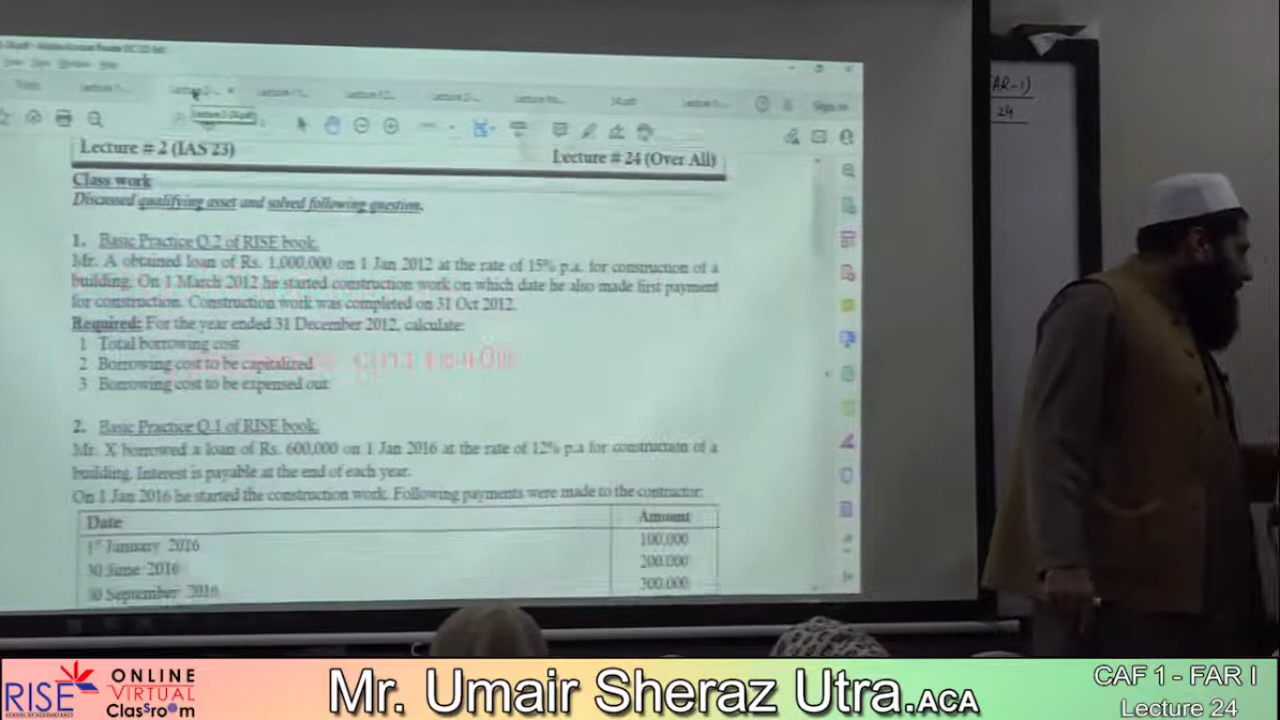 Lecture # 2 (IAS 23)
Lecture # 24 (Over All)
Class work
Discussed qualifying asset and solved following question.
1. Basic Practice Q.2 of RISE book.
Mr. A obtained loan of Rs. 1,000,000 on 1 Jan 2012 at the rate of 15% p.a. for construction of a
building. On 1 March 2012 he started construction work on which date he also made first payment
for construction. Construction work was completed on 31 Oct 2012.
Required: For the year ended 31 December 2012, calculate:
1 Total borrowing cost
2 Borrowing cost to be capitalized
3 Borrowing cost to be expensed out
2. Basic Practice Q.1 of RISE book.
Mr. X borrowed a loan of Rs. 600,000 on 1 Jan 2016 at the rate of 12% p.a for construction of a
building. Interest is payable at the end of each year.
On 1 Jan 2016 he started the construction work. Following payments were made to the contractor:
Date Amount
1st January 2016 100,000
30 June 2016 200,000
30 September 2016 300,000
AR-1)
24
RISE
ONLINE
VIRTUAL
Classroom
Mr. Umair Sheraz Utra.ACA
CAF 1 - FAR I
Lecture 24